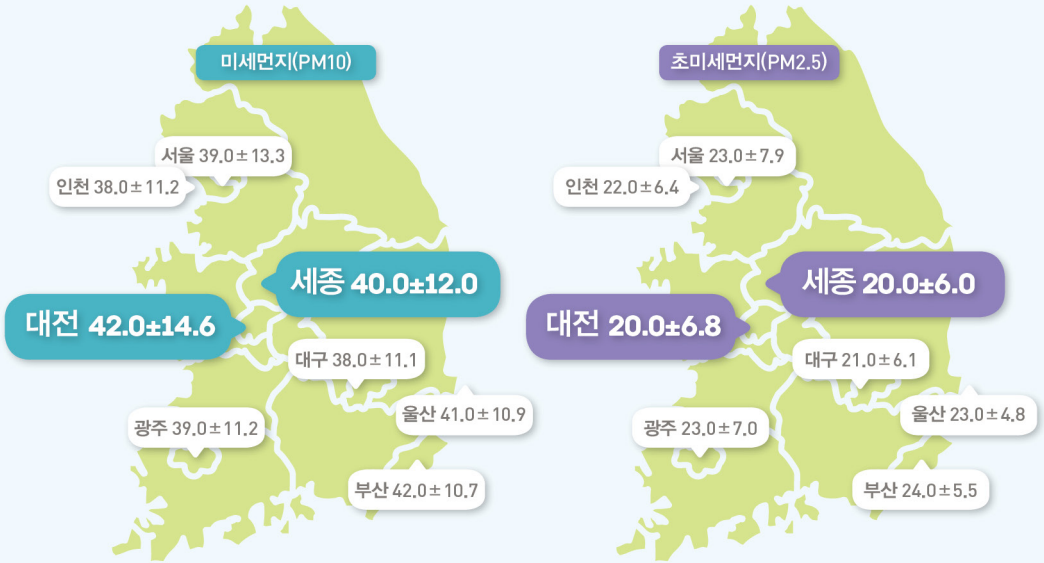 미세먼지(PM10)
서울 39.0±13.3
인천 38.0±11.2
세종 40.0±12.0
대전 42.0±14.6
대구 38.0±11.1
울산 41.0±10.9
광주 39.0±11.2
부산 42.0±10.7
초미세먼지(PM2.5)
서울 23.0±7.9
인천 22.0±6.4
세종 20.0±6.0
대전 20.0±6.8
대구 21.0±6.1
울산 23.0±4.8
광주 23.0±7.0
부산 24.0±5.5